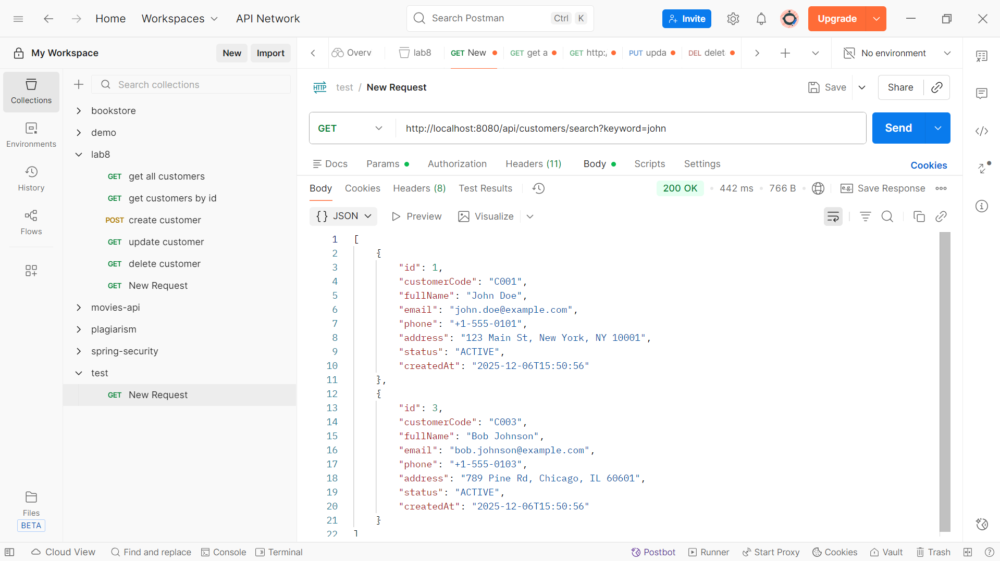 Home
Workspaces
API Network
Search Postman
Ctrl K
Invite
Upgrade
My Workspace
New
Import
Overv
lab8
GET New
GET get a
GET http:/
PUT upda
DEL delet
No environment
Collections
Environments
History
Flows
Files
BETA
Search collections
bookstore
demo
lab8
GET get all customers
GET get customers by id
POST create customer
GET update customer
GET delete customer
GET New Request
movies-api
plagiarism
spring-security
test
GET New Request
HTTP test / New Request
Save
Share
GET http://localhost:8080/api/customers/search?keyword=john
Send
Docs Params Authorization Headers (11) Body Scripts Settings
Cookies
Body Cookies Headers (8) Test Results
200 OK 442 ms 766 B
e.g. Save Response
{} JSON Preview Visualize
1 [
2 {
3 "id": 1,
4 "customerCode": "C001",
5 "fullName": "John Doe",
6 "email": "john.doe@example.com",
7 "phone": "+1-555-0101",
8 "address": "123 Main St, New York, NY 10001",
9 "status": "ACTIVE",
10 "createdAt": "2025-12-06T15:50:56"
11 },
12 {
13 "id": 3,
14 "customerCode": "C003",
15 "fullName": "Bob Johnson",
16 "email": "bob.johnson@example.com",
17 "phone": "+1-555-0103",
18 "address": "789 Pine Rd, Chicago, IL 60601",
19 "status": "ACTIVE",
20 "createdAt": "2025-12-06T15:50:56"
21 }
22 ]
Cloud View Find and replace Console Terminal
Postbot Runner Start Proxy Cookies Vault Trash